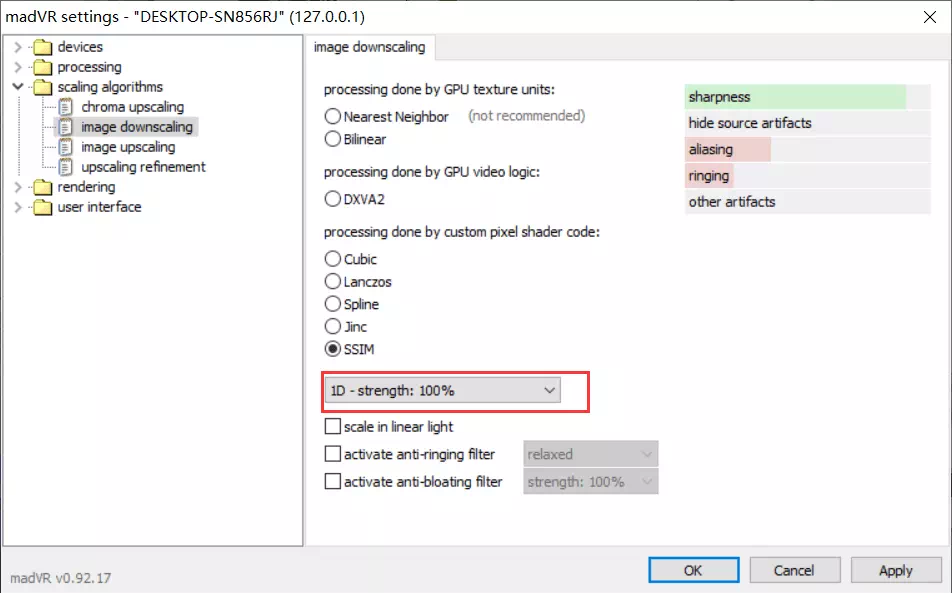 madVR settings - "DESKTOP-SN856RJ" (127.0.0.1)
devices
processing
scaling algorithms
chroma upscaling
image downscaling
image upscaling
upscaling refinement
rendering
user interface
image downscaling
processing done by GPU texture units:
Nearest Neighbor (not recommended)
Bilinear
processing done by GPU video logic:
DXVA2
processing done by custom pixel shader code:
Cubic
Lanczos
Spline
Jinc
SSIM
1D - strength: 100%
scale in linear light
activate anti-ringing filter relaxed
activate anti-bloating filter strength: 100%
sharpness
hide source artifacts
aliasing
ringing
other artifacts
madVR v0.92.17
OK Cancel Apply